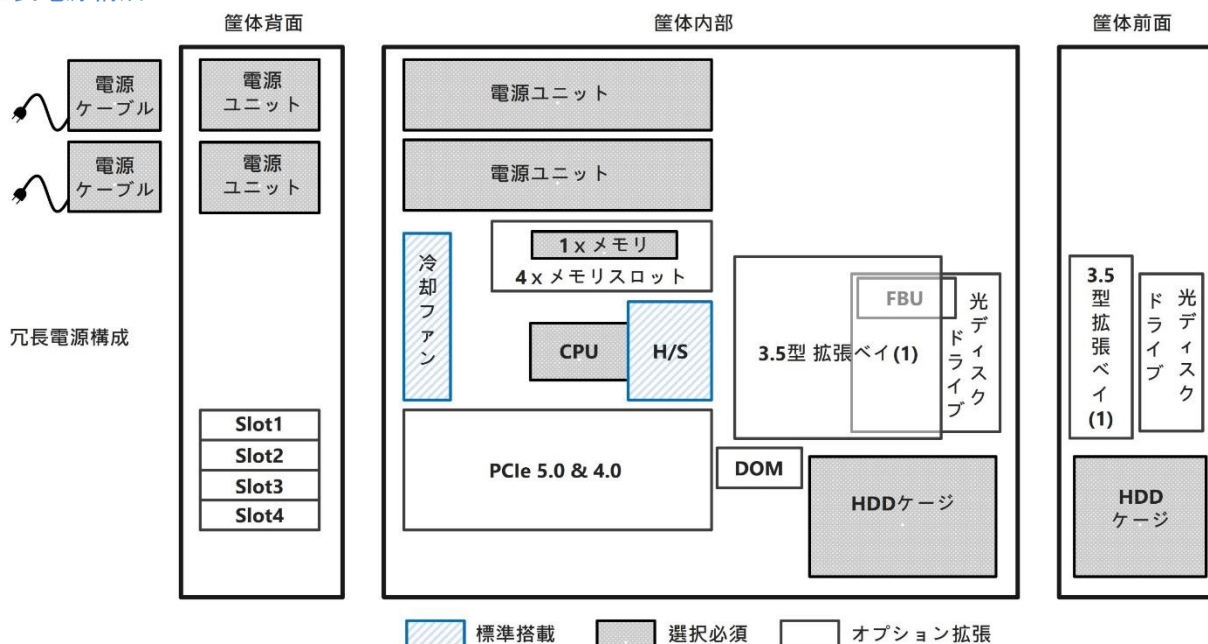 筐体背面
筐体内部
筐体前面
電源
ケーブル
電源
ケーブル
電源
ユニット
電源
ユニット
冗長電源構成
Slot1
Slot2
Slot3
Slot4
電源ユニット
電源ユニット
冷却ファン
1x メモリ
4x メモリスロット
CPU
H/S
PCIe 5.0 & 4.0
FBU
3.5型 拡張ベイ(1)
光ディスク
ドライブ
DOM
HDDケージ
3.5
型拡張ベイ
(1)
光ディスク
ドライブ
HDD
ケージ
標準搭載
選択必須
オプション拡張